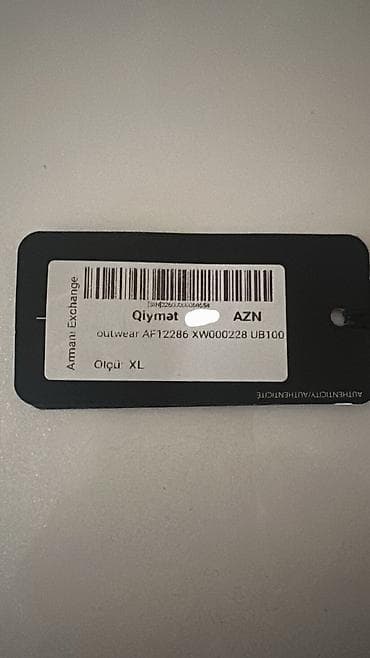 Armani Exchange
Qiymət AZN
outwear AF12286 XW000228 UB100
Ölçü: XL
AUTHENTICITY/AUTHENTICITÉ